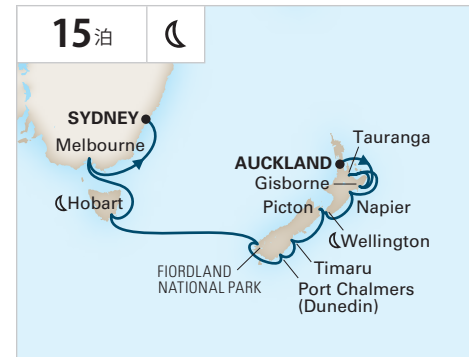 15泊
SYDNEY
Melbourne
Hobart
AUCKLAND
Tauranga
Gisborne
Picton
Napier
Wellington
FIORDLAND
NATIONAL PARK
Timaru
Port Chalmers
(Dunedin)